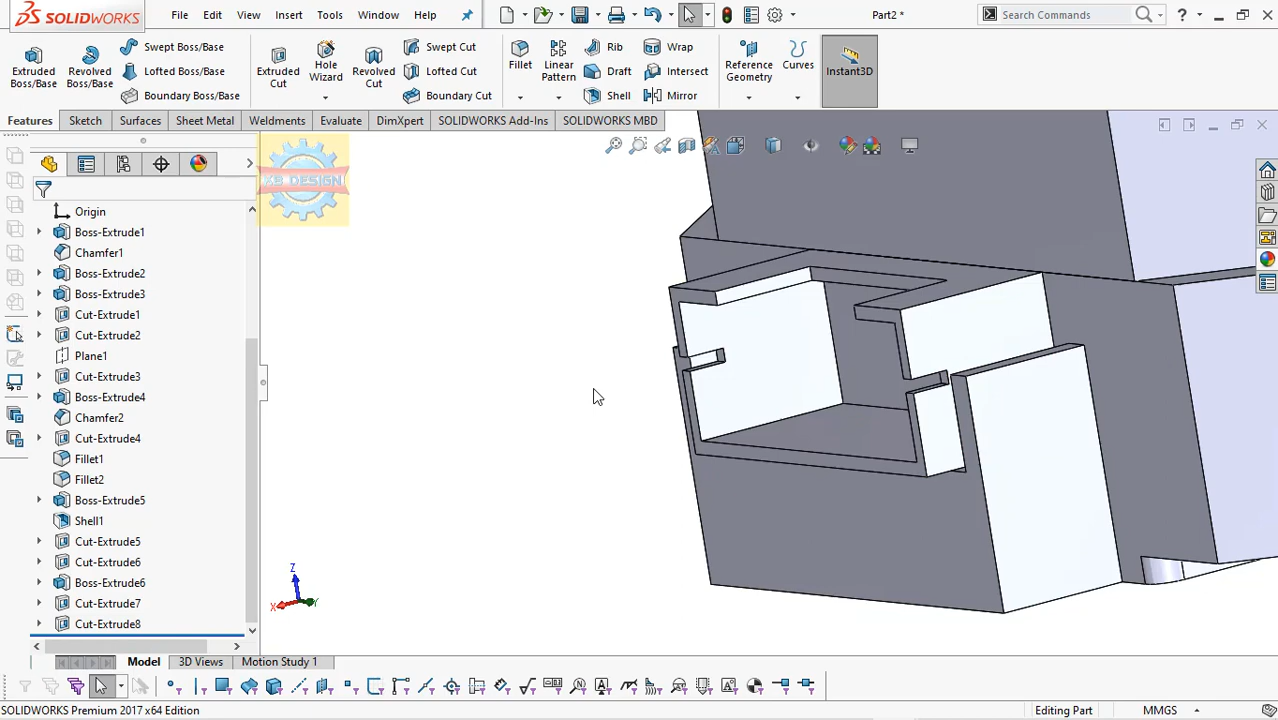 SOLIDWORKS
File Edit View Insert Tools Window Help
Part2 *
Search Commands
Extruded Boss/Base
Revolved Boss/Base
Swept Boss/Base
Lofted Boss/Base
Boundary Boss/Base
Extruded Cut
Hole Wizard
Revolved Cut
Swept Cut
Lofted Cut
Boundary Cut
Fillet
Linear Pattern
Rib
Draft
Shell
Wrap
Intersect
Mirror
Reference Geometry
Curves
Instant3D
Features Sketch Surfaces Sheet Metal Weldments Evaluate DimXpert SOLIDWORKS Add-Ins SOLIDWORKS MBD
XB DESIGN
Origin
Boss-Extrude1
Chamfer1
Boss-Extrude2
Boss-Extrude3
Cut-Extrude1
Cut-Extrude2
Plane1
Cut-Extrude3
Boss-Extrude4
Chamfer2
Cut-Extrude4
Fillet1
Fillet2
Boss-Extrude5
Shell1
Cut-Extrude5
Cut-Extrude6
Boss-Extrude6
Cut-Extrude7
Cut-Extrude8
Z
X
Y
Model 3D Views Motion Study 1
SOLIDWORKS Premium 2017 x64 Edition
Editing Part
MMGS